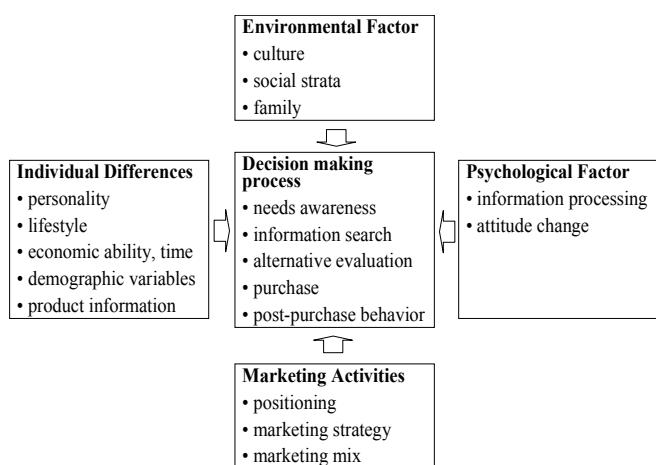 Environmental Factor
• culture
• social strata
• family
Individual Differences
• personality
• lifestyle
• economic ability, time
• demographic variables
• product information
Decision making
process
• needs awareness
• information search
• alternative evaluation
• purchase
• post-purchase behavior
Psychological Factor
• information processing
• attitude change
Marketing Activities
• positioning
• marketing strategy
• marketing mix